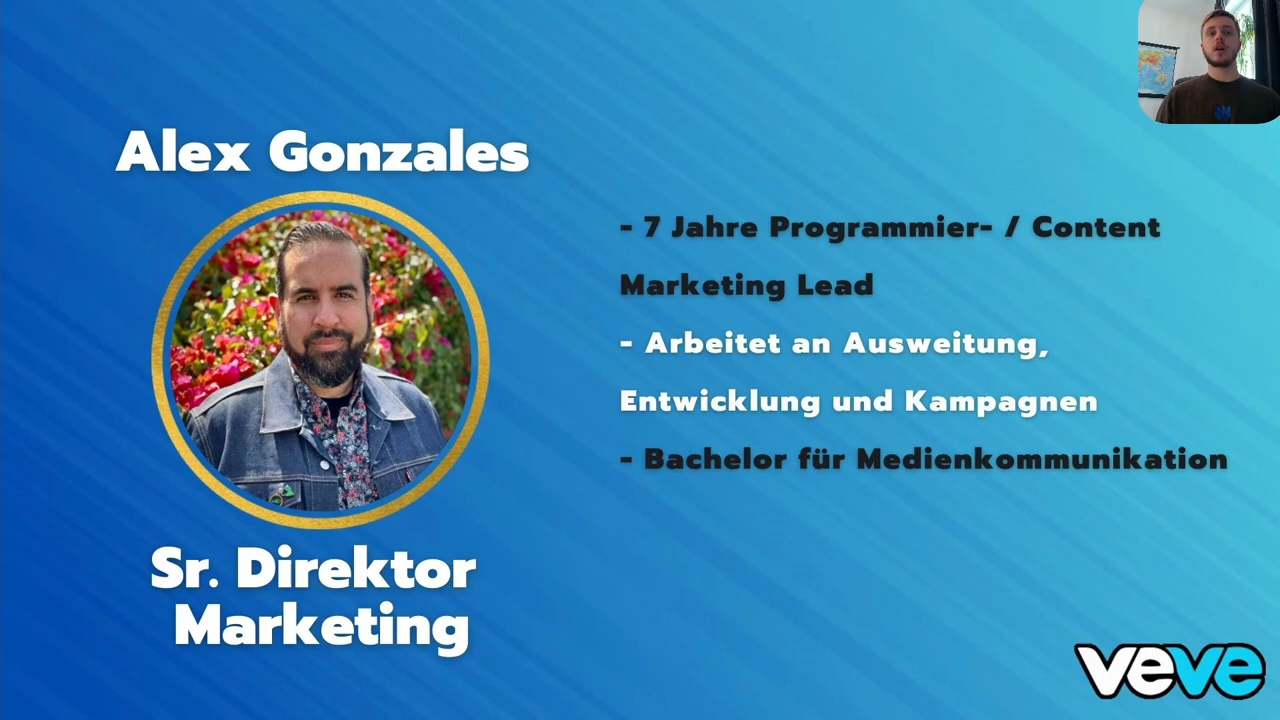 Alex Gonzales
Sr. Direktor
Marketing
- 7 Jahre Programmier- / Content
Marketing Lead
- Arbeitet an Ausweitung,
Entwicklung und Kampagnen
- Bachelor für Medienkommunikation
veve